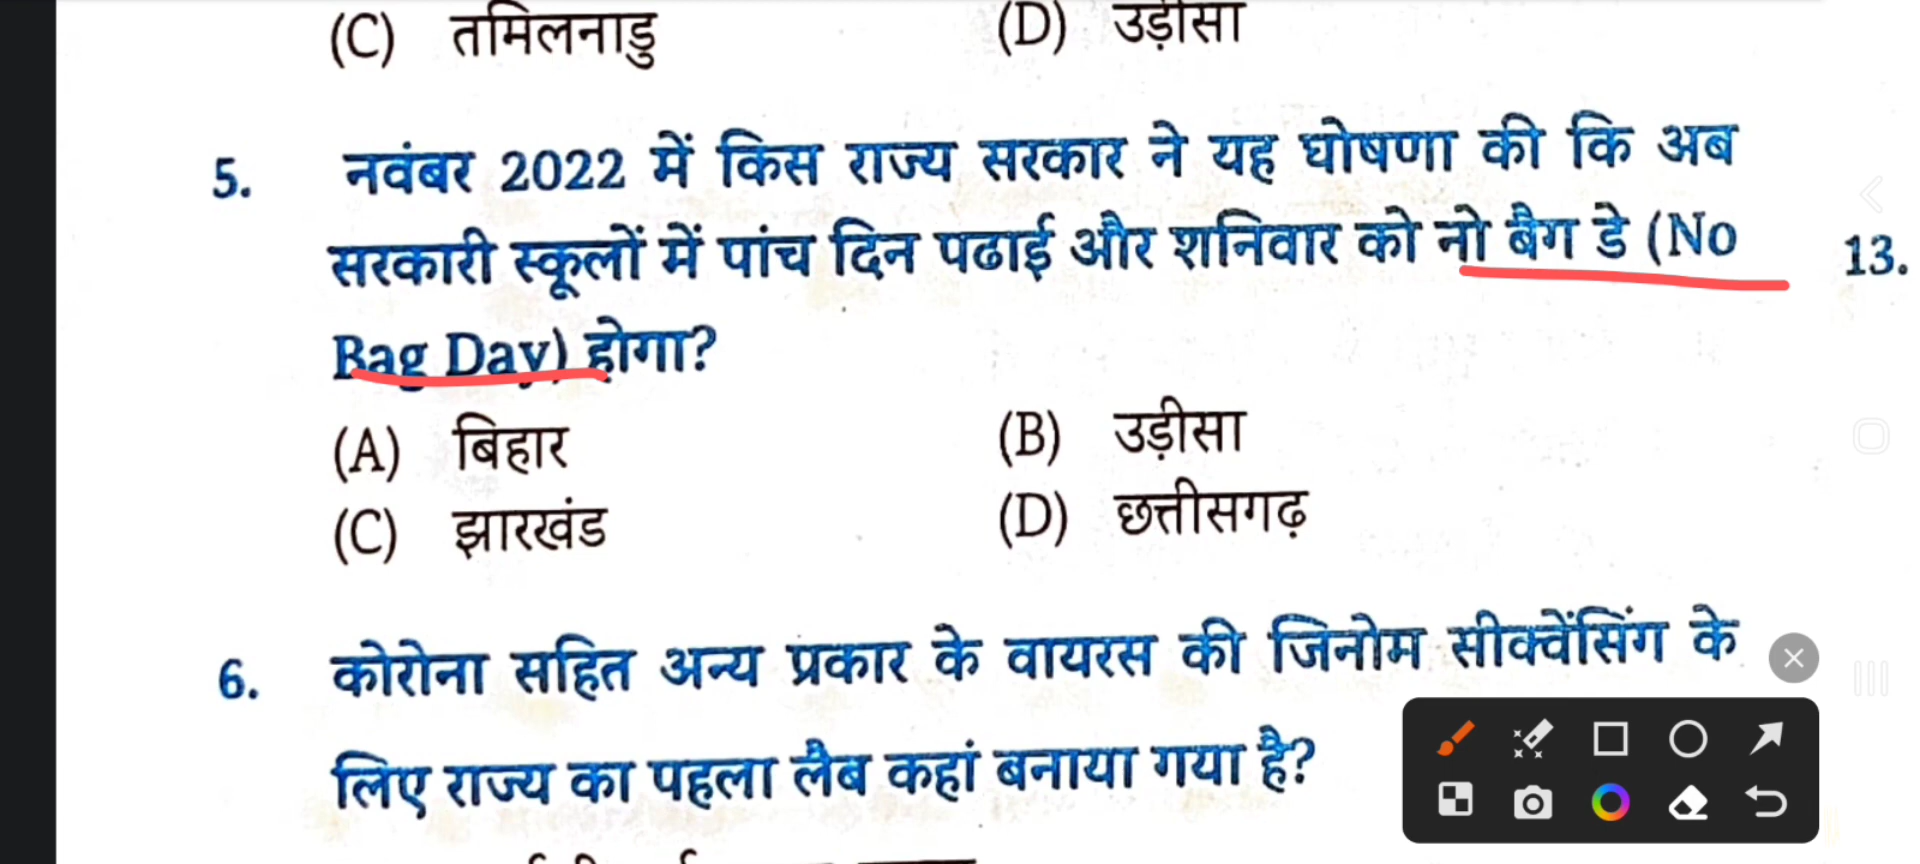 (C) तमिलनाडु (D) उड़ीसा
5. नवंबर 2022 में किस राज्य सरकार ने यह घोषणा की कि अब
सरकारी स्कूलों में पांच दिन पढाई और शनिवार को नो बैग डे (No
Bag Day) होगा?
(A) बिहार (B) उड़ीसा
(C) झारखंड (D) छत्तीसगढ़
6. कोरोना सहित अन्य प्रकार के वायरस की जिनोम सीक्वेंसिंग के
लिए राज्य का पहला लैब कहां बनाया गया है?
13.